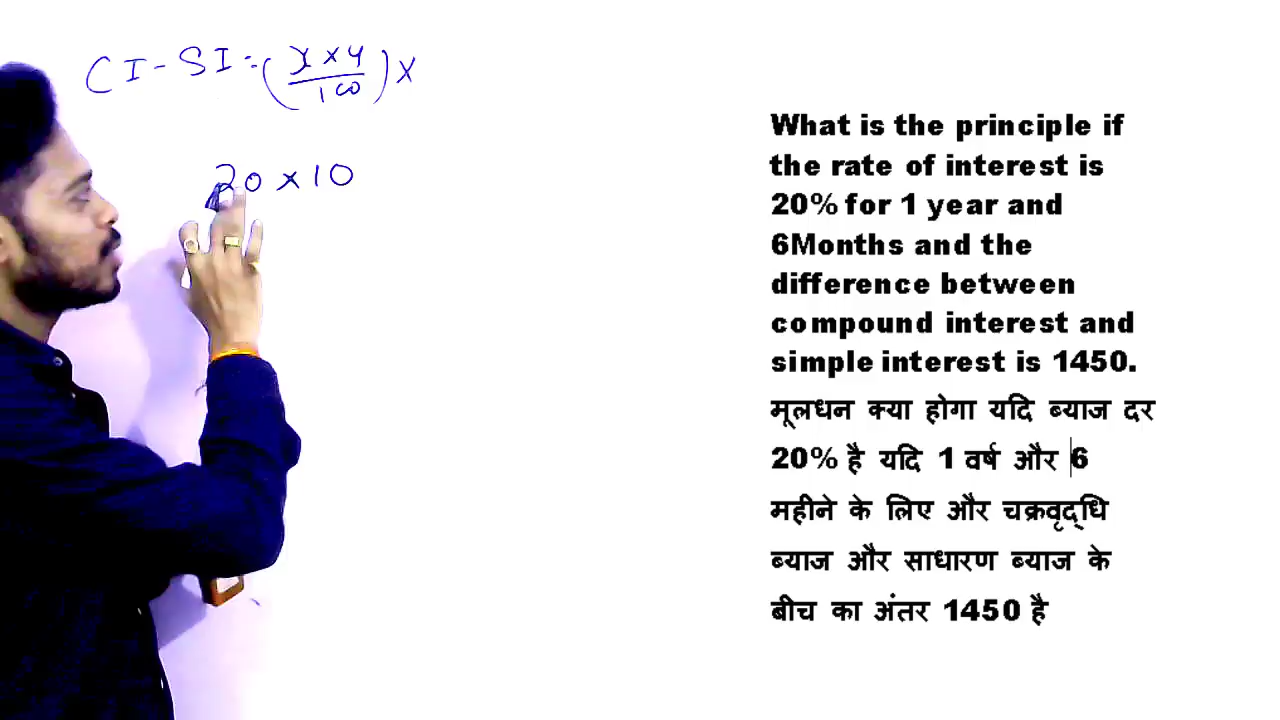 CI - SI = (x × y / 100) ×
20 × 10
What is the principle if
the rate of interest is
20% for 1 year and
6Months and the
difference between
compound interest and
simple interest is 1450.
मूलधन क्या होगा यदि ब्याज दर
20% है यदि 1 वर्ष और 6
महीने के लिए और चक्रवृद्धि
ब्याज और साधारण ब्याज के
बीच का अंतर 1450 है